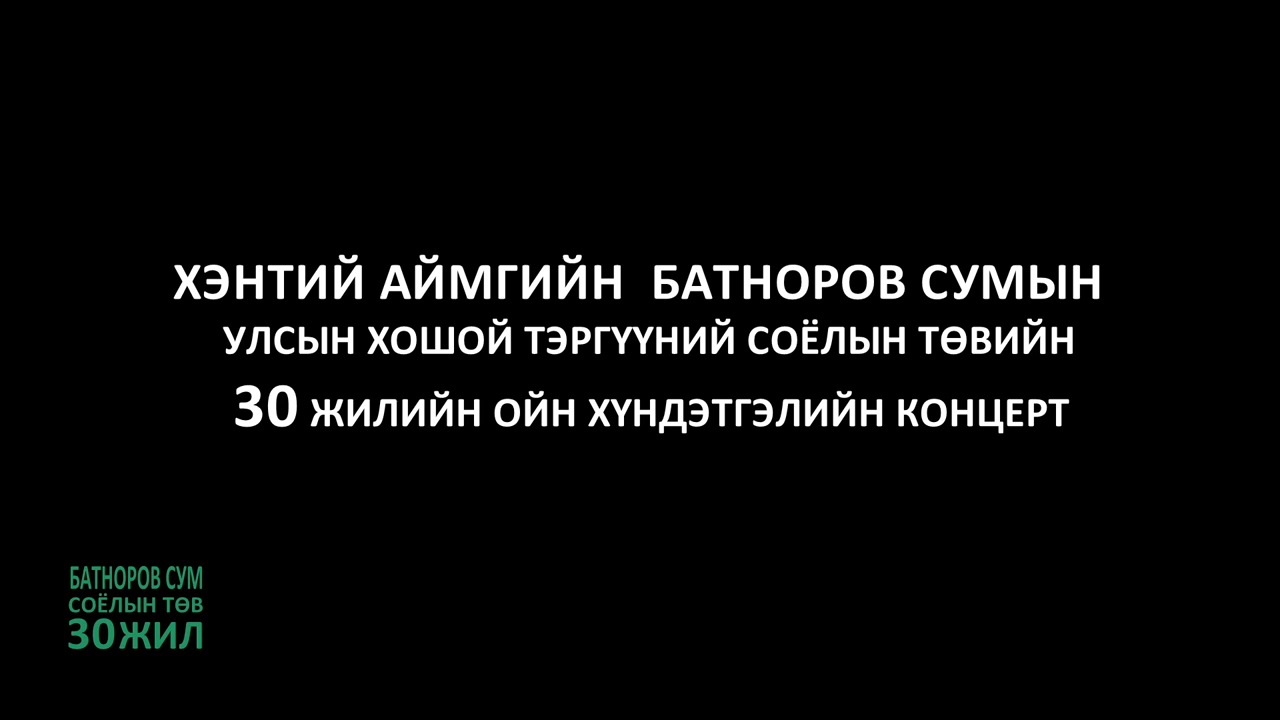 ХЭНТИЙ АЙМГИЙН БАТНОРОВ СУМЫН
УЛСЫН ХОШОЙ ТЭРГҮҮНИЙ СОЁЛЫН ТӨВИЙН
30 ЖИЛИЙН ОЙН ХҮНДЭТГЭЛИЙН КОНЦЕРТ
БАТНОРОВ СУМ
СОЁЛЫН ТӨВ
30ЖИЛ